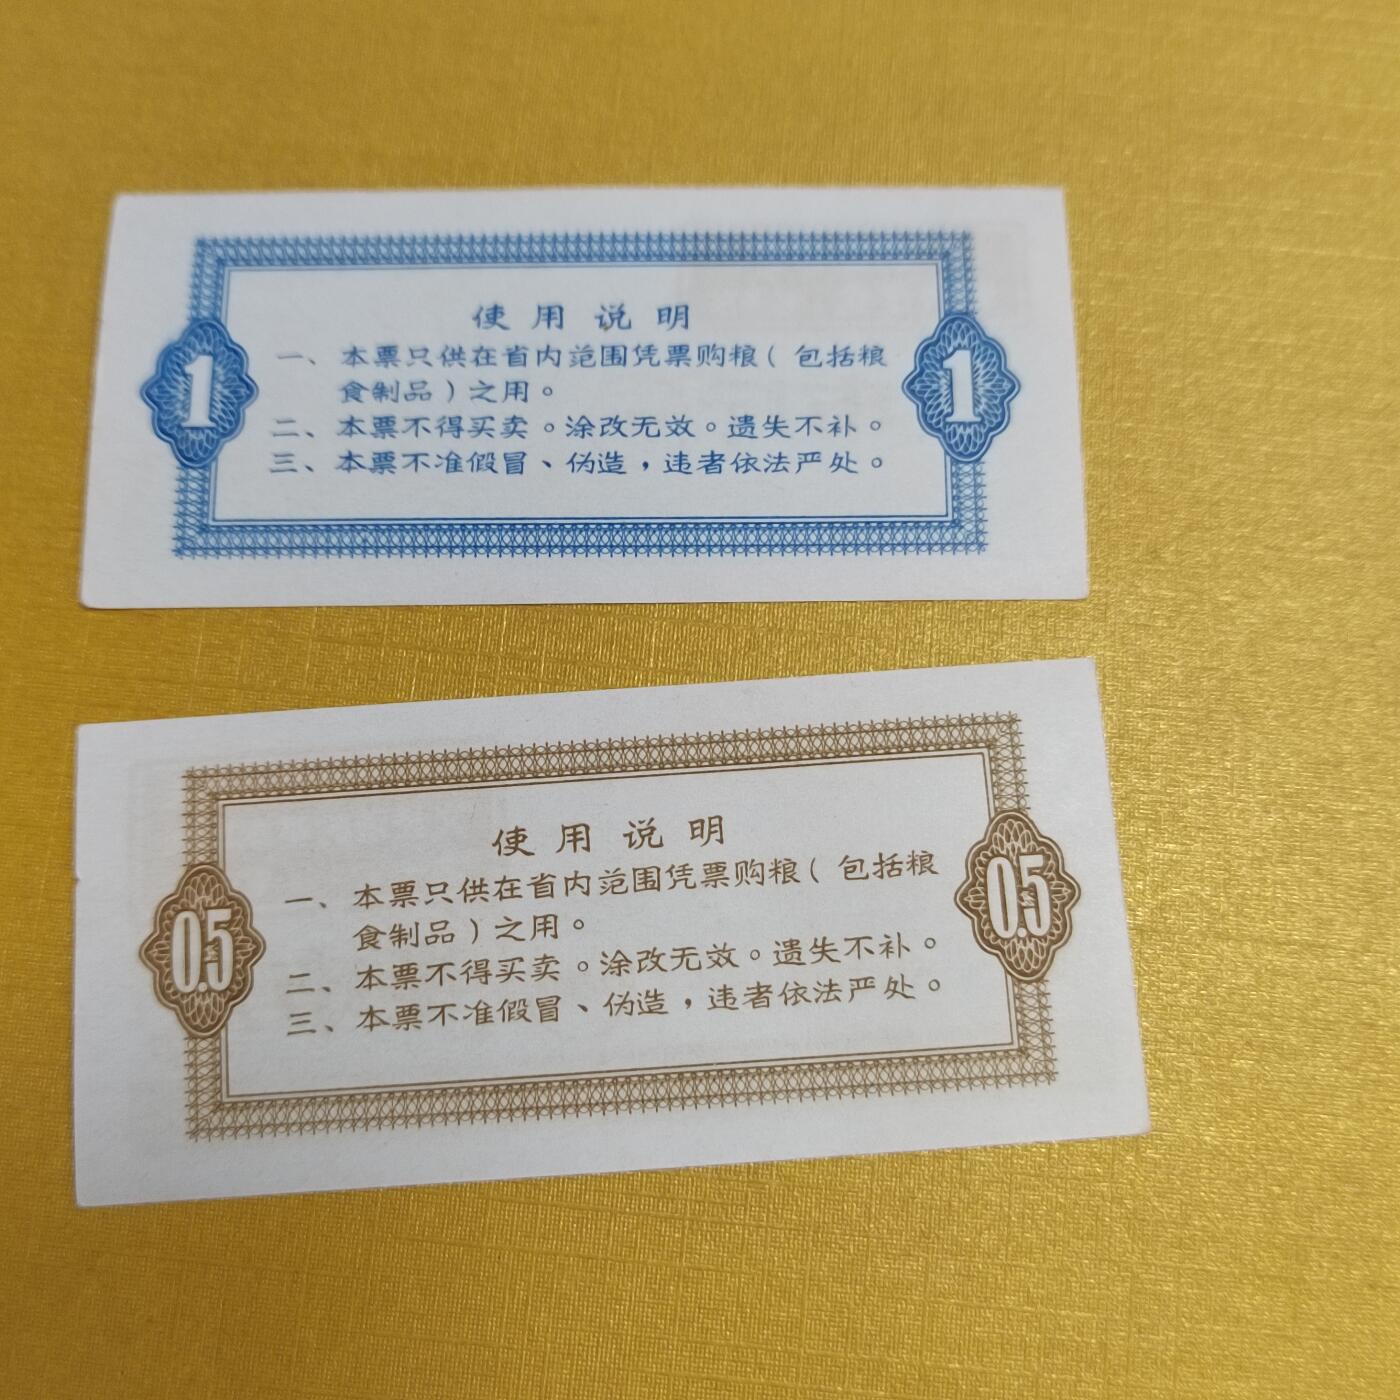 使用说明
一、本票只供在省内范围凭票购粮（包括粮
食制品）之用。
二、本票不得买卖。涂改无效。遗失不补。
三、本票不准假冒、伪造，违者依法严处。
1
1
使用说明
一、本票只供在省内范围凭票购粮（包括粮
食制品）之用。
二、本票不得买卖。涂改无效。遗失不补。
三、本票不准假冒、伪造，违者依法严处。
0.5
0.5